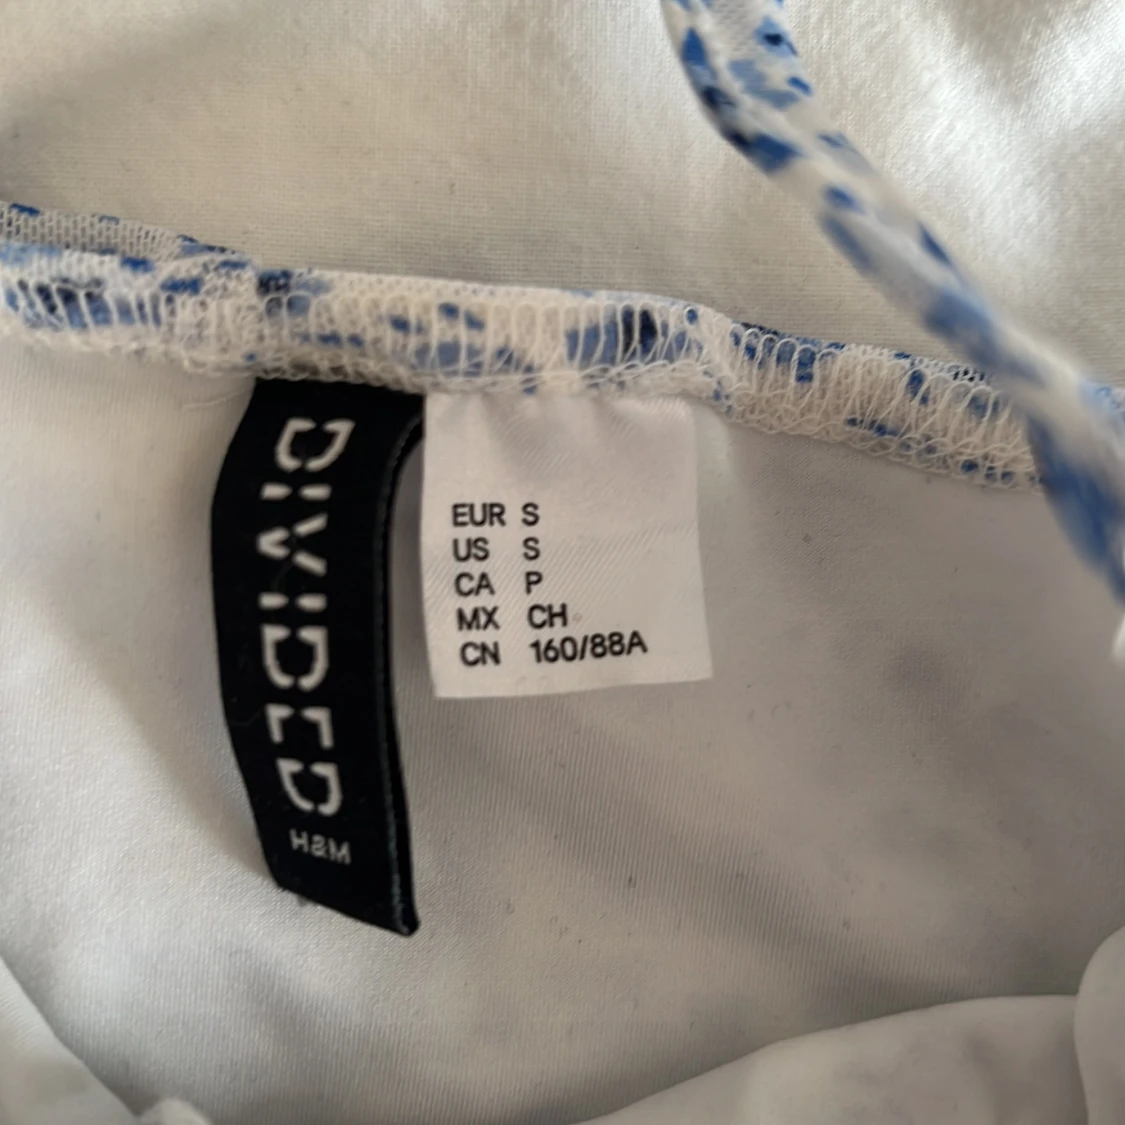 DIVIDED
H&M
EUR S
US S
CA P
MX CH
CN 160/88A